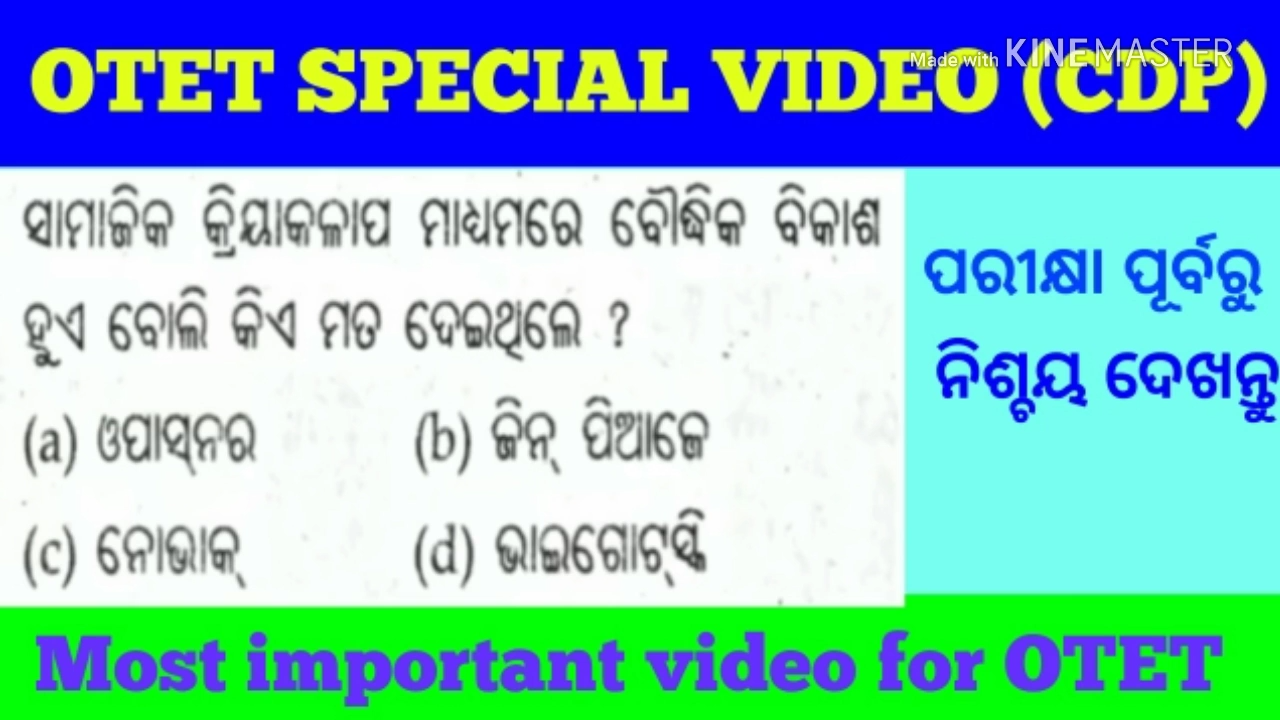 OTET SPECIAL VIDEO (CDP)
Made with KINEMASTER
ସାମାଜିକ କ୍ରିୟାକଳାପ ମାଧ୍ୟମରେ ବୌଦ୍ଧିକ ବିକାଶ
ହୁଏ ବୋଲି କିଏ ମତ ଦେଇଥିଲେ ?
(a) ଓପାସ୍ନର (b) ଜିନ୍ ପିଆଜେ
(c) ନୋଭାକ୍ (d) ଭାଇଗୋଟ୍‌ସ୍କି
ପରୀକ୍ଷା ପୂର୍ବରୁ
ନିଶ୍ଚୟ ଦେଖନ୍ତୁ
Most important video for OTET